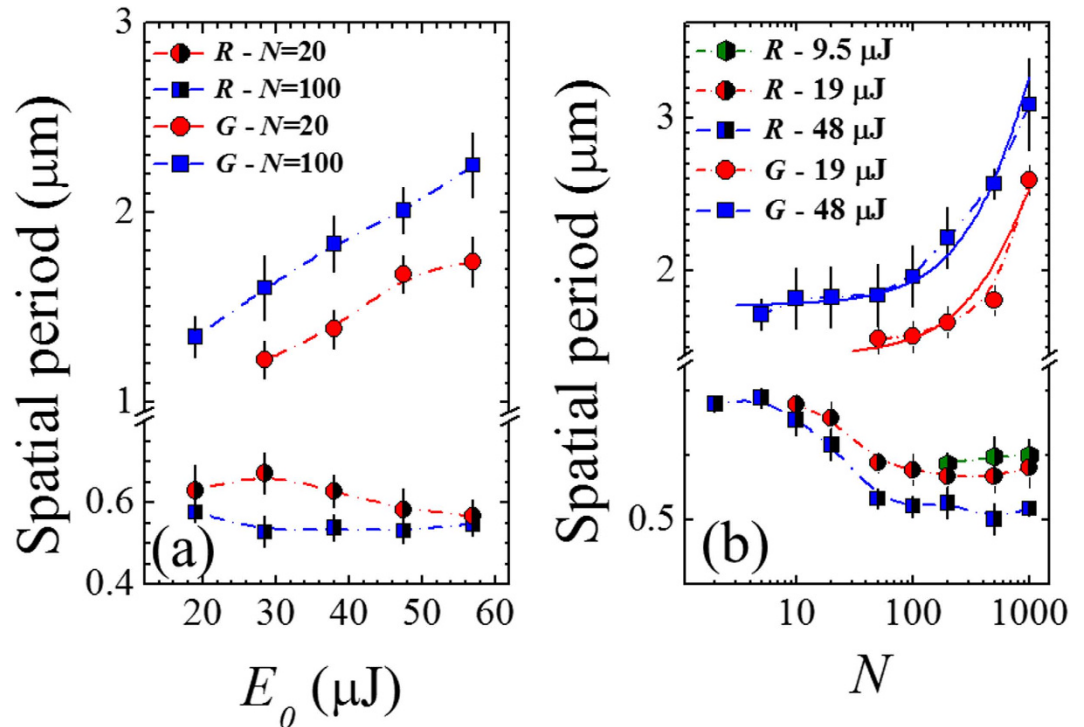 Spatial period (μm)
3
2
1
0.6
0.4
R - N=20
R - N=100
G - N=20
G - N=100
(a)
20 30 40 50 60
E0 (μJ)
Spatial period (μm)
3
2
0.5
R - 9.5 μJ
R - 19 μJ
R - 48 μJ
G - 19 μJ
G - 48 μJ
(b)
10 100 1000
N